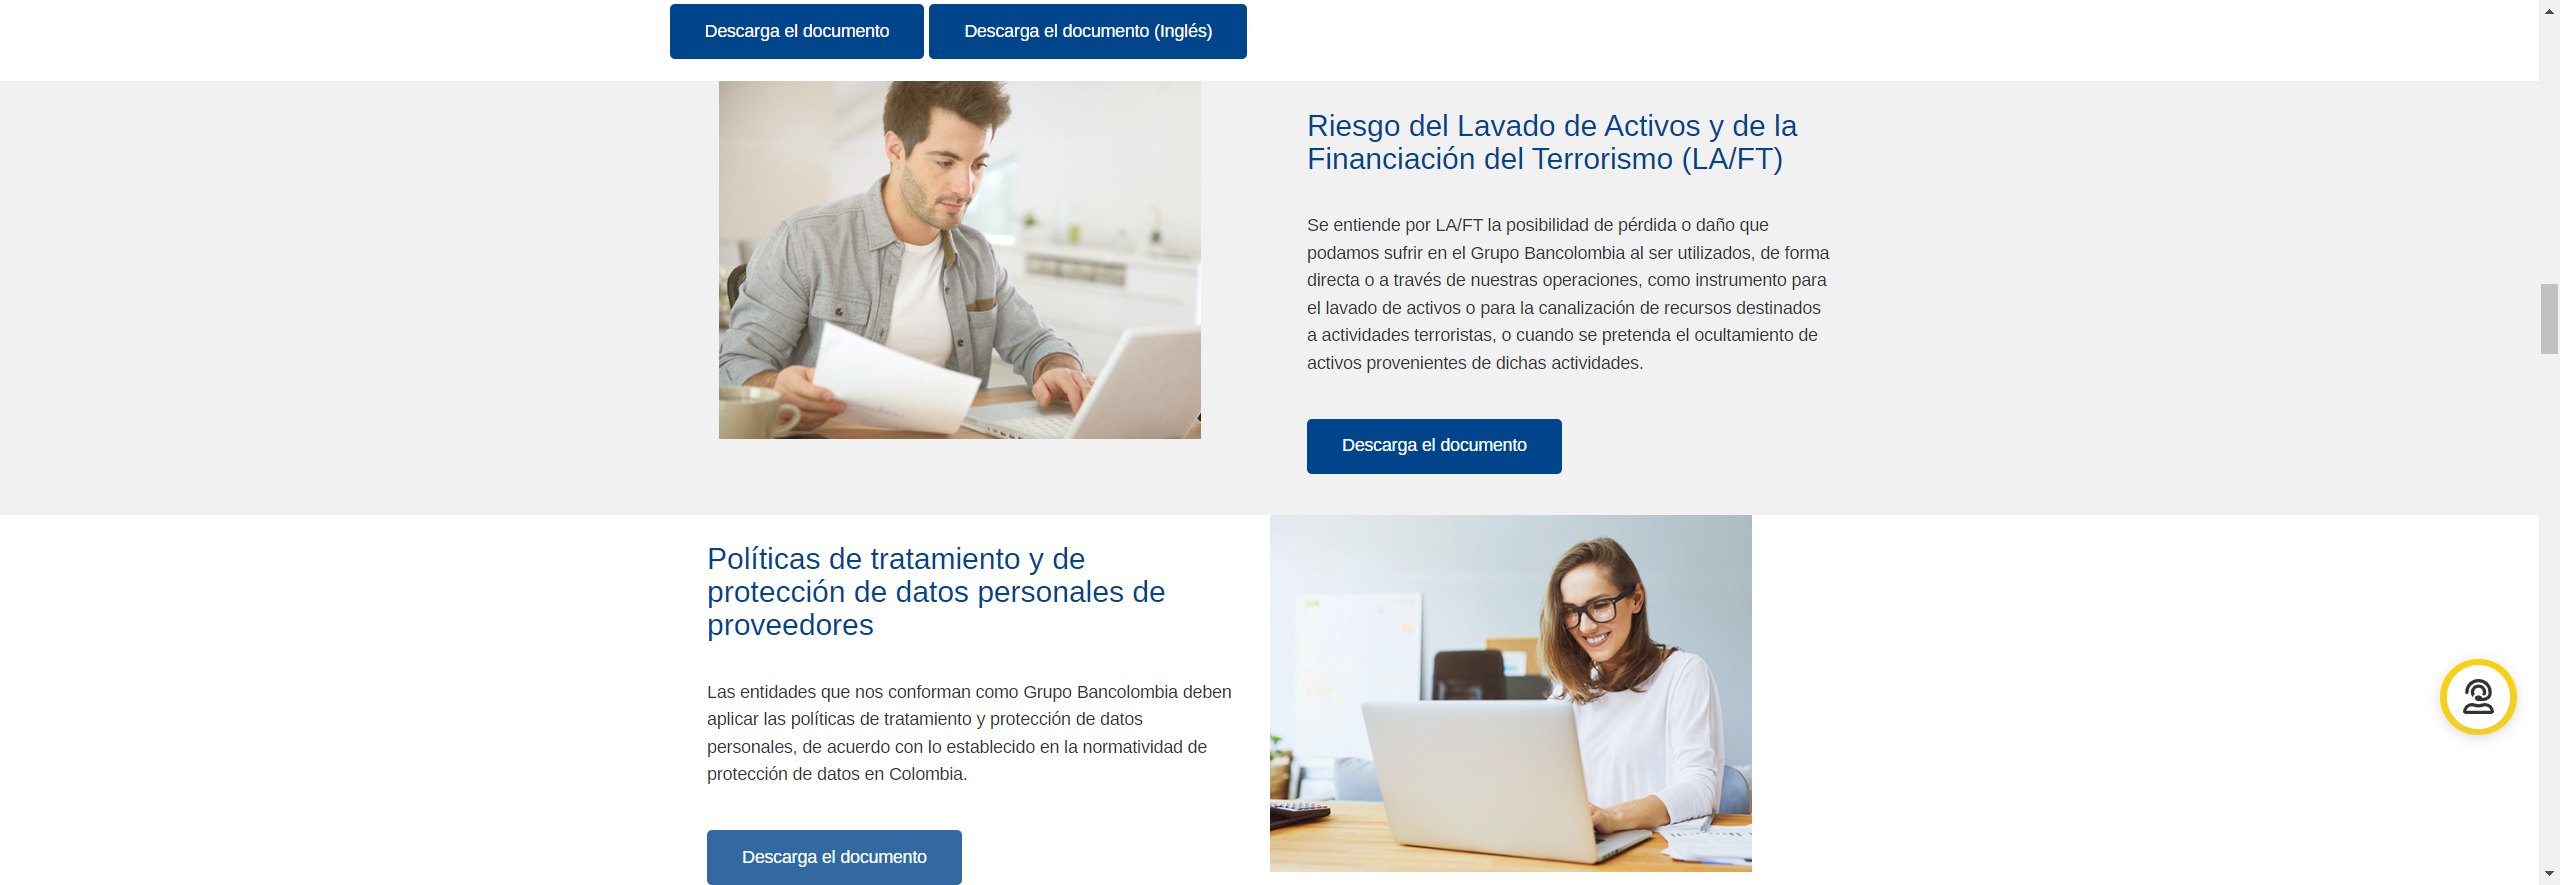 Descarga el documento
Descarga el documento (Inglés)
Riesgo del Lavado de Activos y de la
Financiación del Terrorismo (LA/FT)
Se entiende por LA/FT la posibilidad de pérdida o daño que
podamos sufrir en el Grupo Bancolombia al ser utilizados, de forma
directa o a través de nuestras operaciones, como instrumento para
el lavado de activos o para la canalización de recursos destinados
a actividades terroristas, o cuando se pretenda el ocultamiento de
activos provenientes de dichas actividades.
Descarga el documento
Políticas de tratamiento y de
protección de datos personales de
proveedores
Las entidades que nos conforman como Grupo Bancolombia deben
aplicar las políticas de tratamiento y protección de datos
personales, de acuerdo con lo establecido en la normatividad de
protección de datos en Colombia.
Descarga el documento